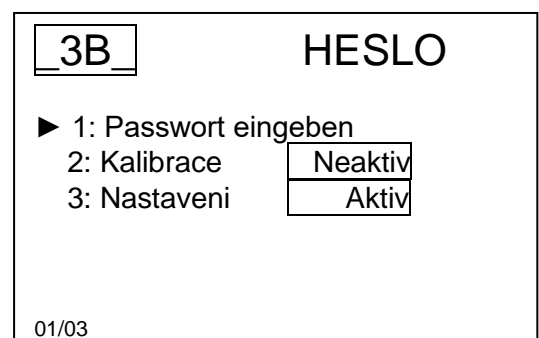 _3B_ HESLO
► 1: Passwort eingeben
2: Kalibrace Neaktiv
3: Nastaveni Aktiv
01/03